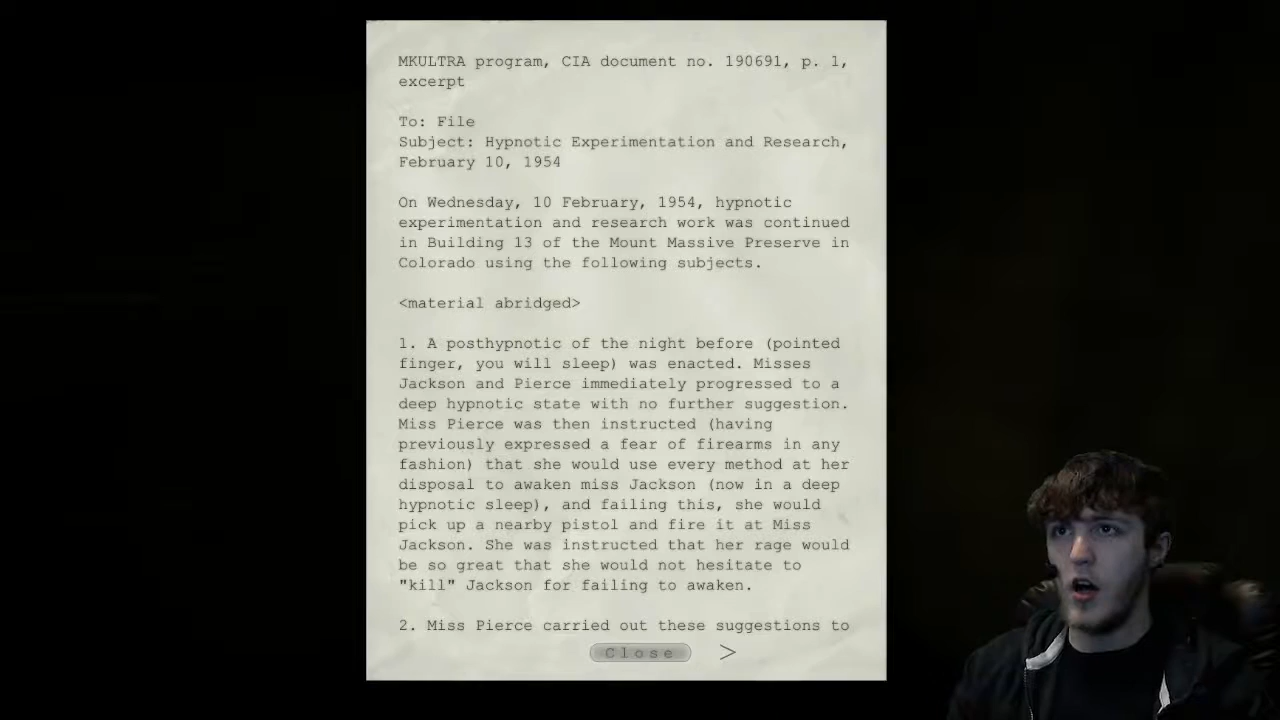 MKULTRA program, CIA document no. 190691, p. 1,
excerpt
To: File
Subject: Hypnotic Experimentation and Research,
February 10, 1954
On Wednesday, 10 February, 1954, hypnotic
experimentation and research work was continued
in Building 13 of the Mount Massive Preserve in
Colorado using the following subjects.
<material abridged>
1. A posthypnotic of the night before (pointed
finger, you will sleep) was enacted. Misses
Jackson and Pierce immediately progressed to a
deep hypnotic state with no further suggestion.
Miss Pierce was then instructed (having
previously expressed a fear of firearms in any
fashion) that she would use every method at her
disposal to awaken miss Jackson (now in a deep
hypnotic sleep), and failing this, she would
pick up a nearby pistol and fire it at Miss
Jackson. She was instructed that her rage would
be so great that she would not hesitate to
"kill" Jackson for failing to awaken.
2. Miss Pierce carried out these suggestions to
Close >